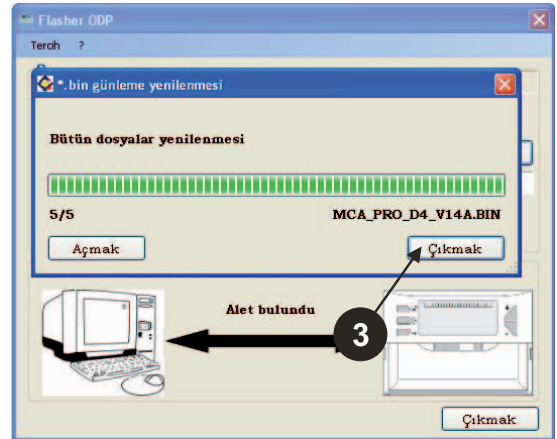 Flasher ODP
Tercih ?
*.bin günleme yenilenmesi
Bütün dosyalar yenilenmesi
5/5 MCA_PRO_D4_V14A.BIN
Açmak Çıkmak
Alet bulundu
3
Çıkmak